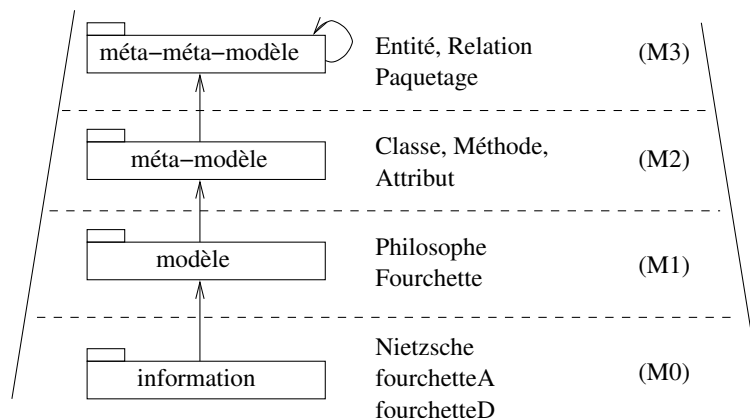 méta−méta−modèle
Entité, Relation
Paquetage
(M3)
méta−modèle
Classe, Méthode,
Attribut
(M2)
modèle
Philosophe
Fourchette
(M1)
information
Nietzsche
fourchetteA
fourchetteD
(M0)